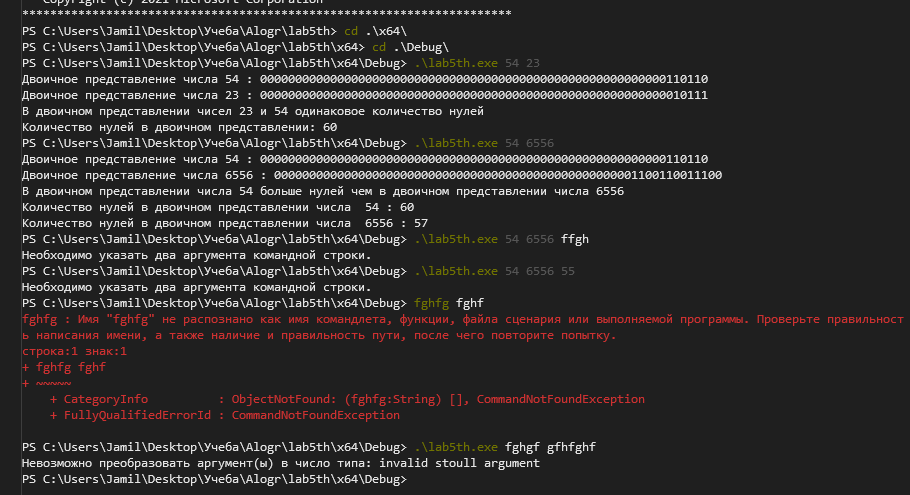 Copyright (c) 2021 Microsoft Corporation
**********************************************************************
PS C:\Users\Jamil\Desktop\Учеба\Alogr\lab5th> cd .\x64\
PS C:\Users\Jamil\Desktop\Учеба\Alogr\lab5th\x64> cd .\Debug\
PS C:\Users\Jamil\Desktop\Учеба\Alogr\lab5th\x64\Debug> .\lab5th.exe 54 23
Двоичное представление числа 54 : 0000000000000000000000000000000000000000000000000000000000110110
Двоичное представление числа 23 : 0000000000000000000000000000000000000000000000000000000000010111
В двоичном представлении чисел 23 и 54 одинаковое количество нулей
Количество нулей в двоичном представлении: 60
PS C:\Users\Jamil\Desktop\Учеба\Alogr\lab5th\x64\Debug> .\lab5th.exe 54 6556
Двоичное представление числа 54 : 0000000000000000000000000000000000000000000000000000000000110110
Двоичное представление числа 6556 : 0000000000000000000000000000000000000000000000000001100110011100
В двоичном представлении числа 54 больше нулей чем в двоичном представлении числа 6556
Количество нулей в двоичном представлении числа  54 : 60
Количество нулей в двоичном представлении числа  6556 : 57
PS C:\Users\Jamil\Desktop\Учеба\Alogr\lab5th\x64\Debug> .\lab5th.exe 54 6556 ffgh
Необходимо указать два аргумента командной строки.
PS C:\Users\Jamil\Desktop\Учеба\Alogr\lab5th\x64\Debug> .\lab5th.exe 54 6556 55
Необходимо указать два аргумента командной строки.
PS C:\Users\Jamil\Desktop\Учеба\Alogr\lab5th\x64\Debug> fghfg fghf
fghfg : Имя "fghfg" не распознано как имя командлета, функции, файла сценария или выполняемой программы. Проверьте правильност
ь написания имени, а также наличие и правильность пути, после чего повторите попытку.
строка:1 знак:1
+ fghfg fghf
+ ~~~~~
    + CategoryInfo          : ObjectNotFound: (fghfg:String) [], CommandNotFoundException
    + FullyQualifiedErrorId : CommandNotFoundException
PS C:\Users\Jamil\Desktop\Учеба\Alogr\lab5th\x64\Debug> .\lab5th.exe fghgf gfhfghf
Невозможно преобразовать аргумент(ы) в число типа: invalid stoull argument
PS C:\Users\Jamil\Desktop\Учеба\Alogr\lab5th\x64\Debug>